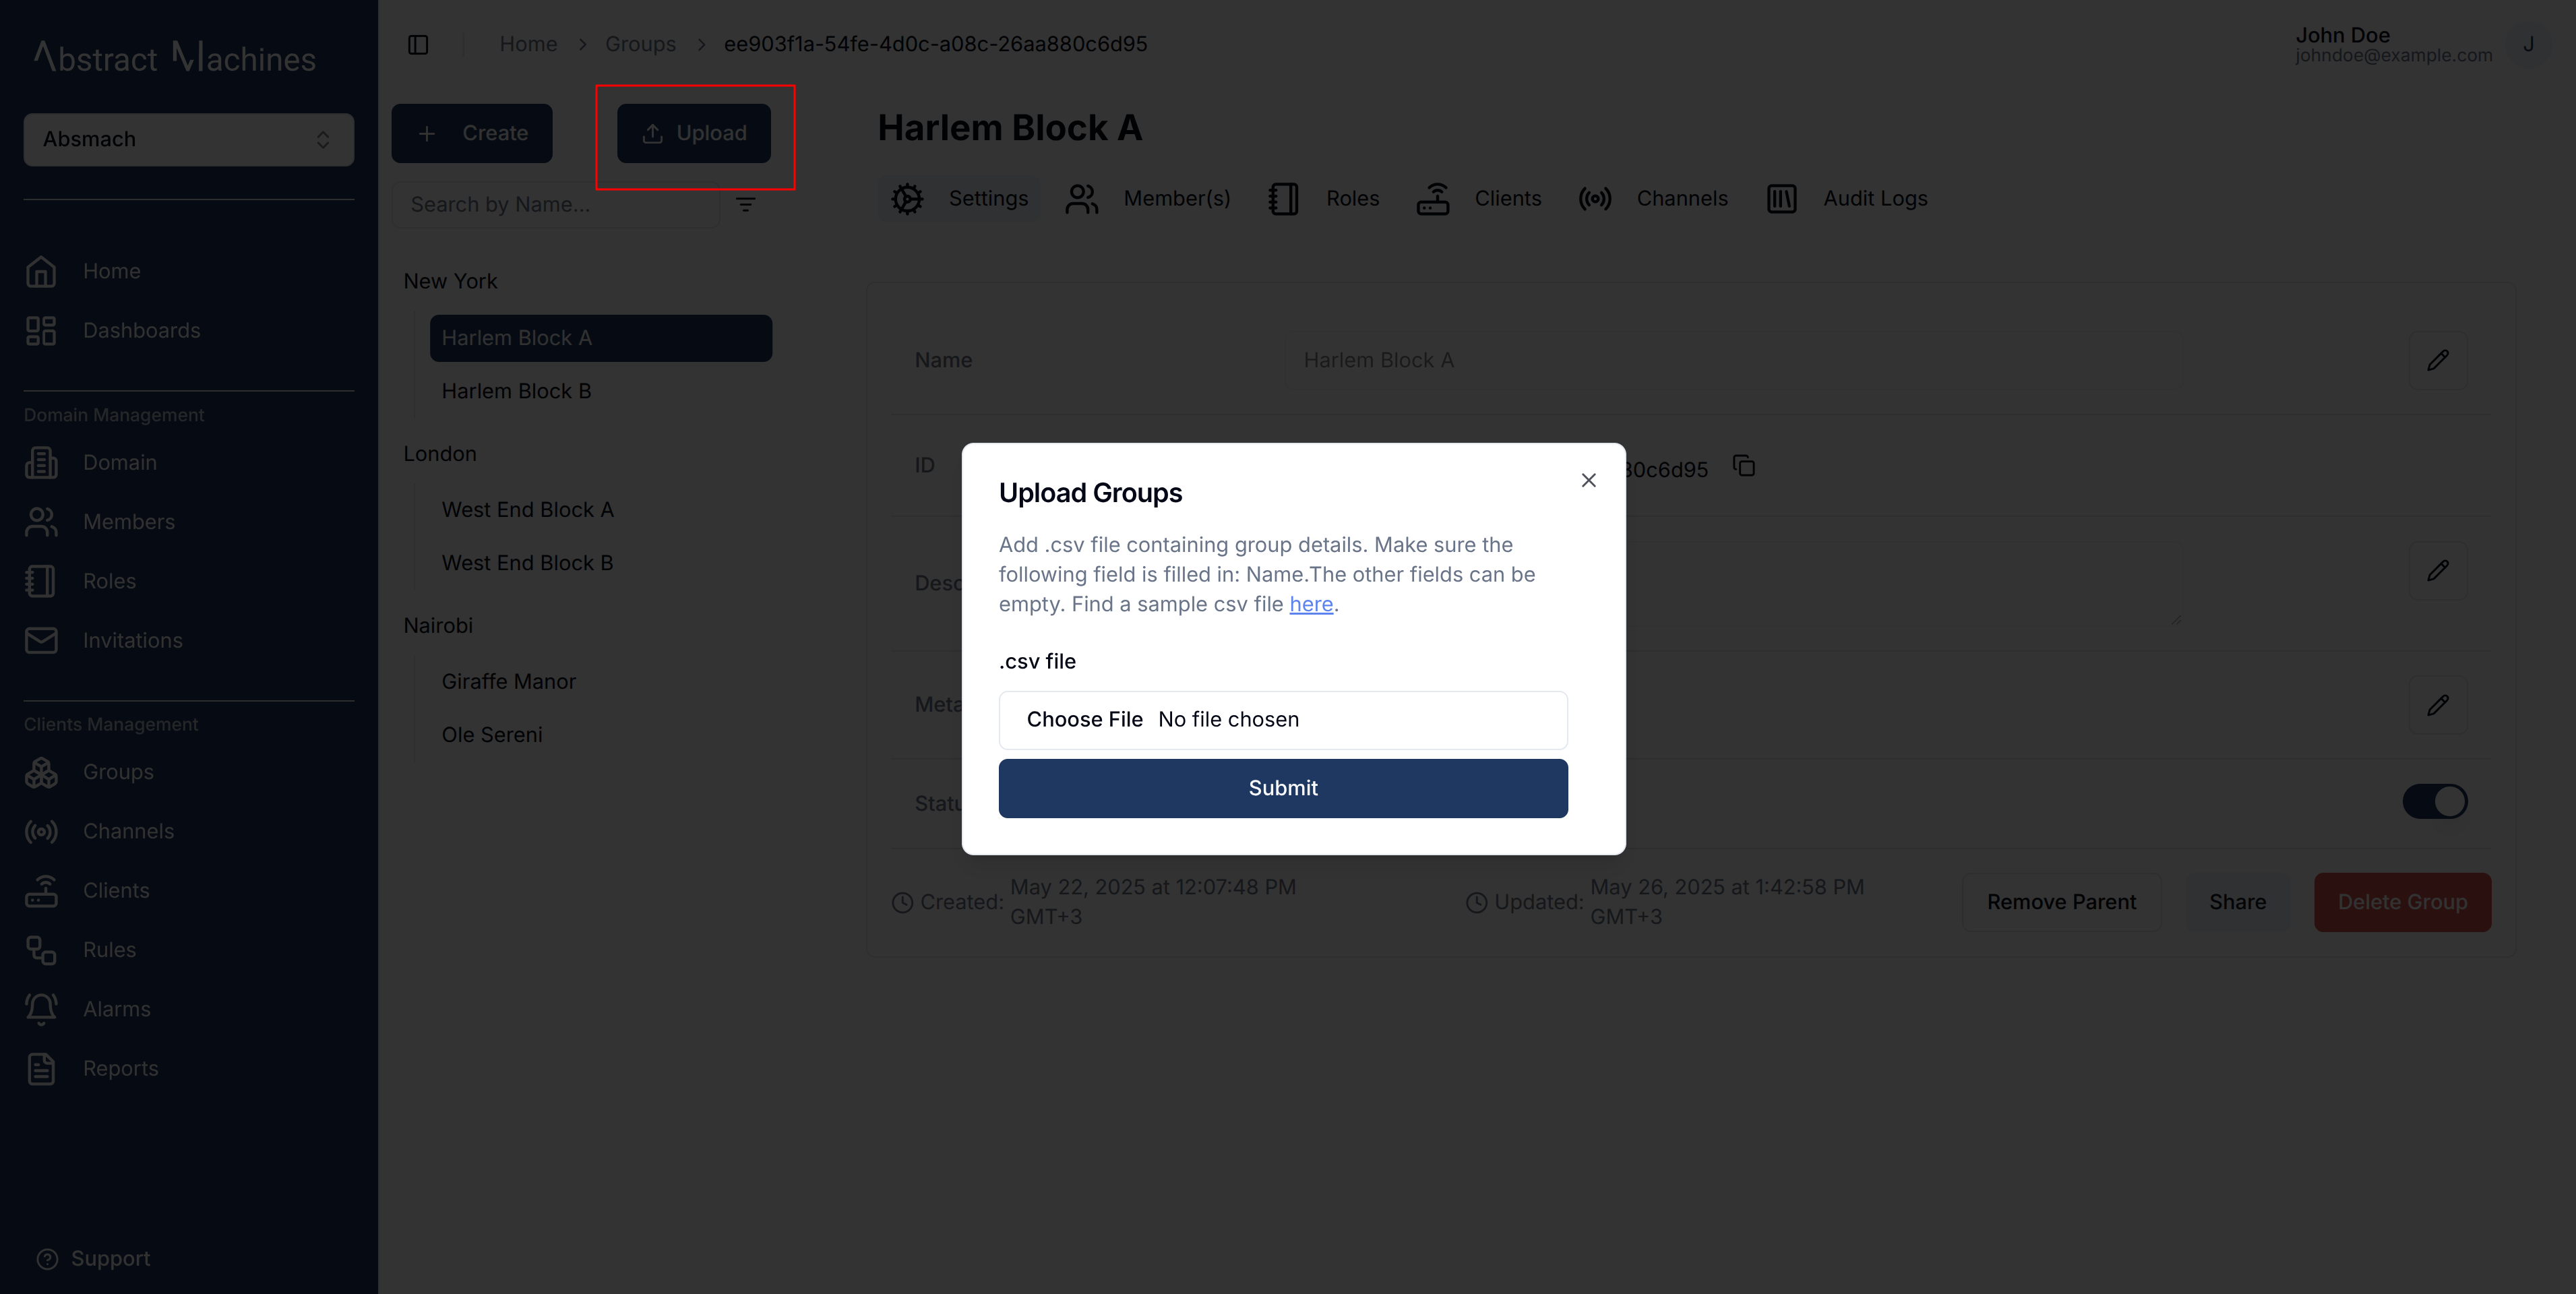 Abstract Machines
Absmach
Home
Dashboards
Domain Management
Domain
Members
Roles
Invitations
Clients Management
Groups
Channels
Clients
Rules
Alarms
Reports
Support
Home > Groups > ee903f1a-54fe-4d0c-a08c-26aa880c6d95
John Doe
johndoe@example.com
J
Create
Upload
Search by Name...
New York
Harlem Block A
Harlem Block B
London
West End Block A
West End Block B
Nairobi
Giraffe Manor
Ole Sereni
Harlem Block A
Settings Member(s) Roles Clients Channels Audit Logs
Name Harlem Block A
ID 80c6d95
Desc
Meta
Statu
Upload Groups
Add .csv file containing group details. Make sure the
following field is filled in: Name.The other fields can be
empty. Find a sample csv file here.
.csv file
Choose File No file chosen
Submit
Created: May 22, 2025 at 12:07:48 PM
GMT+3
Updated: May 26, 2025 at 1:42:58 PM
GMT+3
Remove Parent
Share
Delete Group